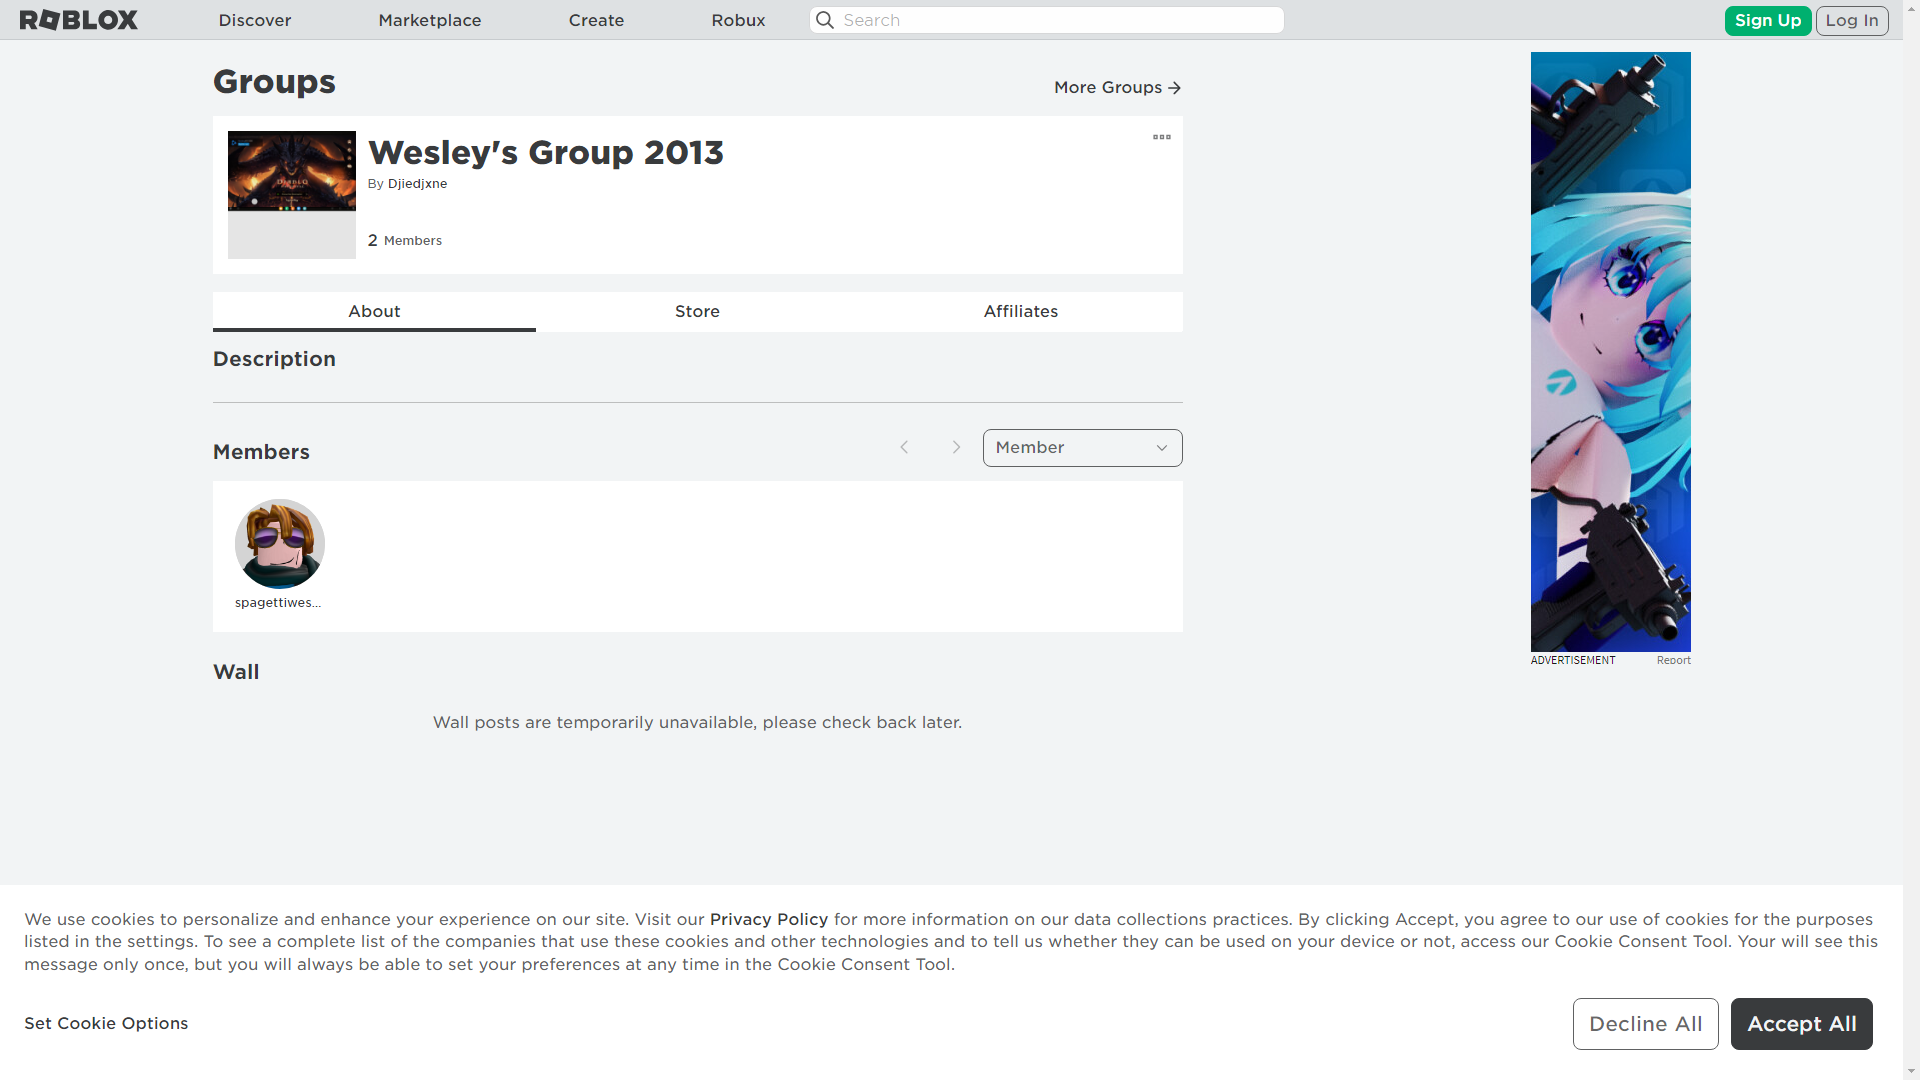 ROBLOX
Discover
Marketplace
Create
Robux
Search
Sign Up
Log In
Groups
More Groups
Wesley's Group 2013
By Djiedjxne
2 Members
DIABLO
About
Store
Affiliates
Description
Members
Member
spagettiwes...
Wall
Wall posts are temporarily unavailable, please check back later.
ADVERTISEMENT
Report
We use cookies to personalize and enhance your experience on our site. Visit our Privacy Policy for more information on our data collections practices. By clicking Accept, you agree to our use of cookies for the purposes
listed in the settings. To see a complete list of the companies that use these cookies and other technologies and to tell us whether they can be used on your device or not, access our Cookie Consent Tool. Your will see this
message only once, but you will always be able to set your preferences at any time in the Cookie Consent Tool.
Set Cookie Options
Decline All
Accept All